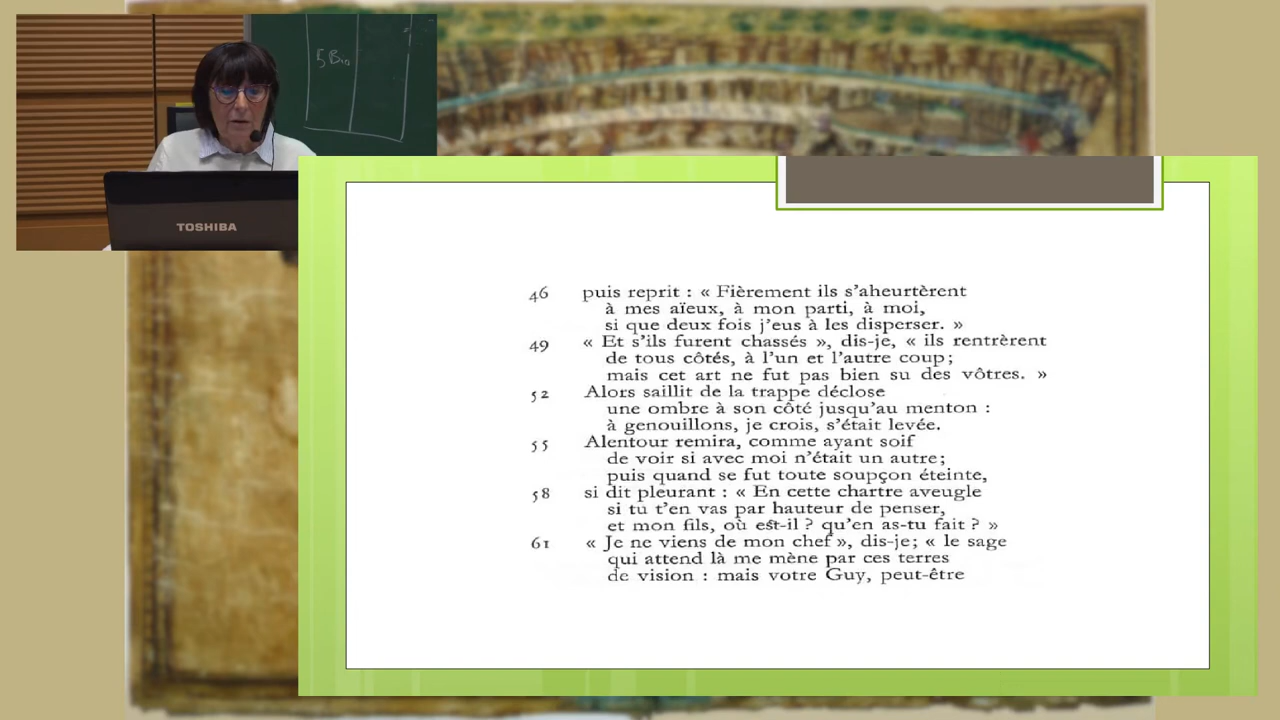 5 Bio
TOSHIBA
46 puis reprit : « Fièrement ils s'aheurtèrent
à mes aïeux, à mon parti, à moi,
si que deux fois j'eus à les disperser. »
49 « Et s'ils furent chassés », dis-je, « ils rentrèrent
de tous côtés, à l'un et l'autre coup;
mais cet art ne fut pas bien su des vôtres. »
52 Alors saillit de la trappe déclose
une ombre à son côté jusqu'au menton :
à genouillons, je crois, s'était levée.
55 Alentour remira, comme ayant soif
de voir si avec moi n'était un autre;
puis quand se fut toute soupçon éteinte,
58 si dit pleurant : « En cette chartre aveugle
si tu t'en vas par hauteur de penser,
et mon fils, où est-il ? qu'en as-tu fait ? »
61 « Je ne viens de mon chef », dis-je; « le sage
qui attend là me mène par ces terres
de vision : mais votre Guy, peut-être